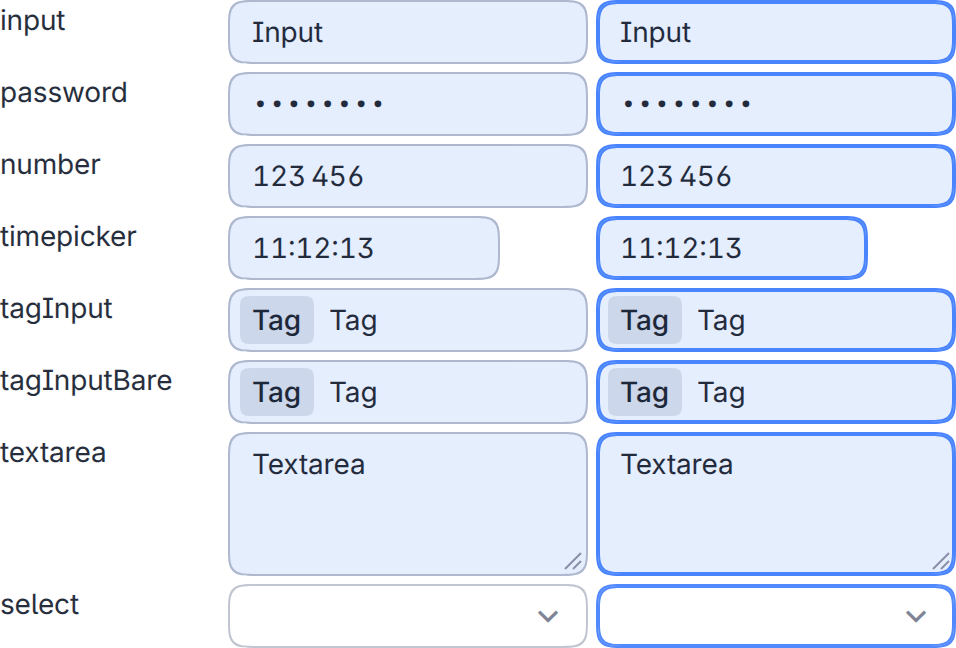 input Input Input
password •••••••• ••••••••
number 123 456 123 456
timepicker 11:12:13 11:12:13
tagInput Tag Tag Tag Tag
tagInputBare Tag Tag Tag Tag
textarea Textarea Textarea
select